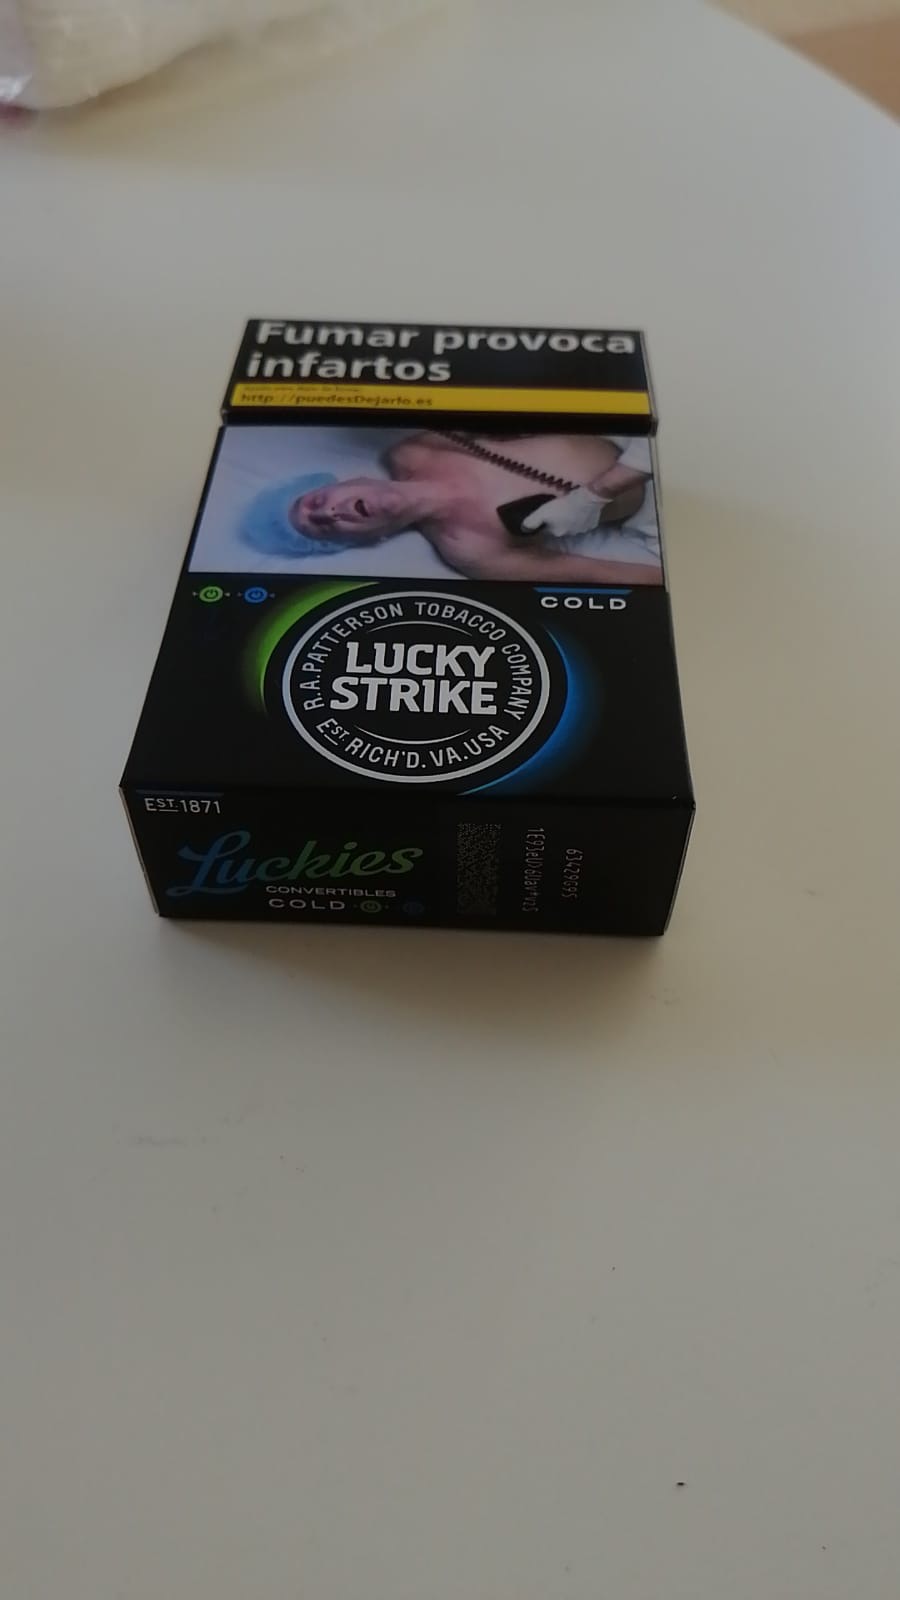 Fumar provoca
infartos
http://puedesDejarlo.es
COLD
R.A.PATTERSON TOBACCO COMPANY
LUCKY
STRIKE
EST. RICH'D. VA. USA
EST. 1871
Luckies
CONVERTIBLES
COLD
63429G95